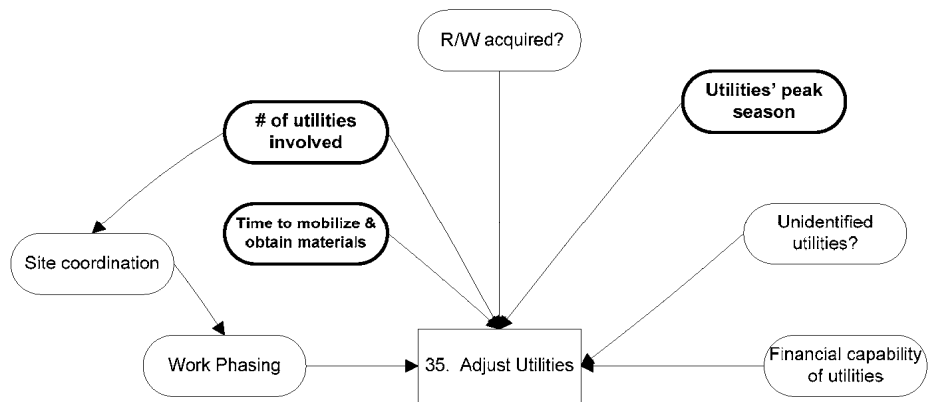 R/W acquired?
Utilities’ peak
season
# of utilities
involved
Time to mobilize &
obtain materials
Unidentified
utilities?
Site coordination
Work Phasing
35. Adjust Utilities
Financial capability
of utilities